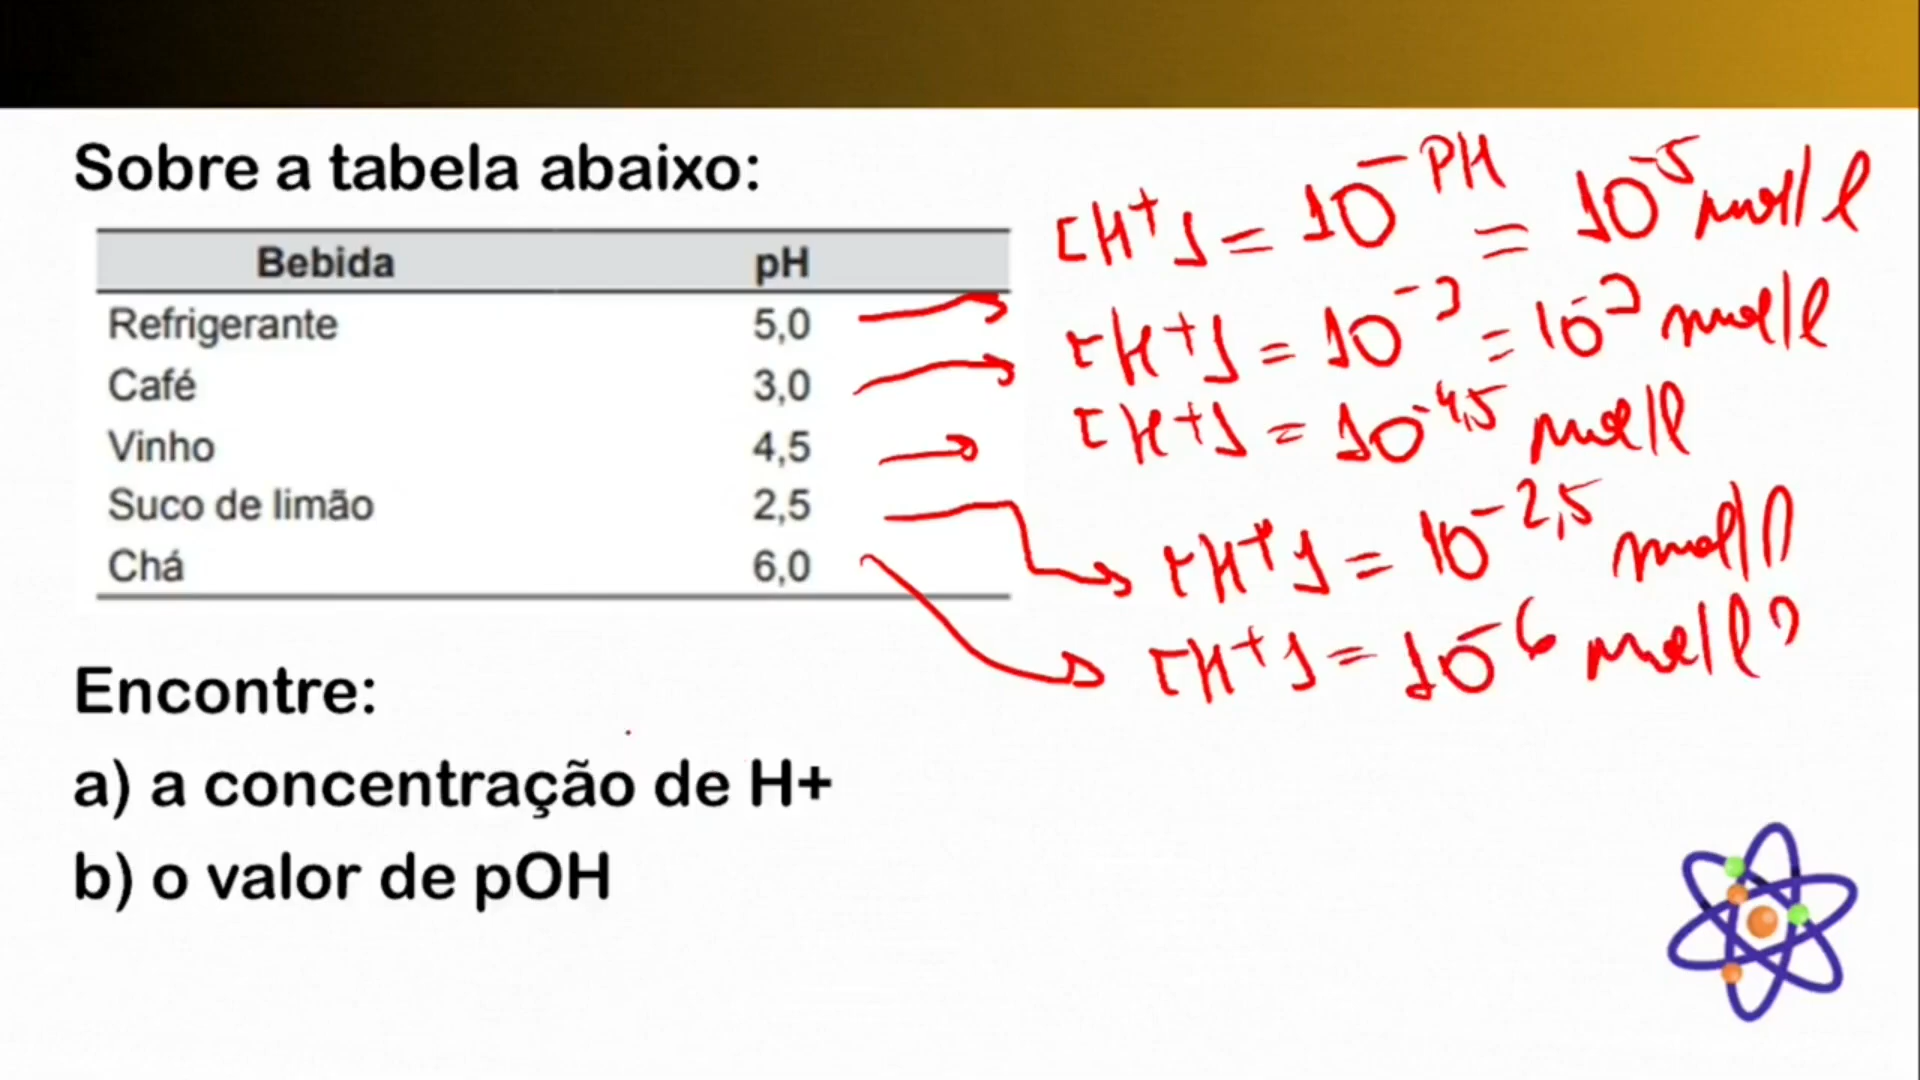 Sobre a tabela abaixo:
Bebida pH
Refrigerante 5,0
Café 3,0
Vinho 4,5
Suco de limão 2,5
Chá 6,0
[H+] = 10^-PH = 10^-5 mol/l
[H+] = 10^-3 = 10^-3 mol/l
[H+] = 10^-4,5 mol/l
[H+] = 10^-2,5 mol/l
[H+] = 10^-6 mol/l
Encontre:
a) a concentração de H+
b) o valor de pOH